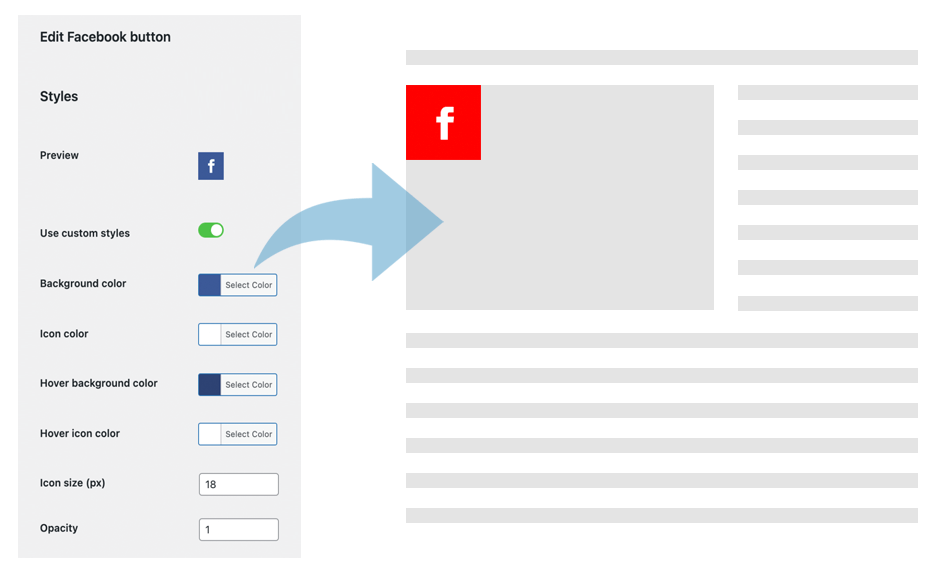 Edit Facebook button
Styles
Preview
f
Use custom styles
Background color
Select Color
Icon color
Select Color
Hover background color
Select Color
Hover icon color
Select Color
Icon size (px)
18
Opacity
1
f